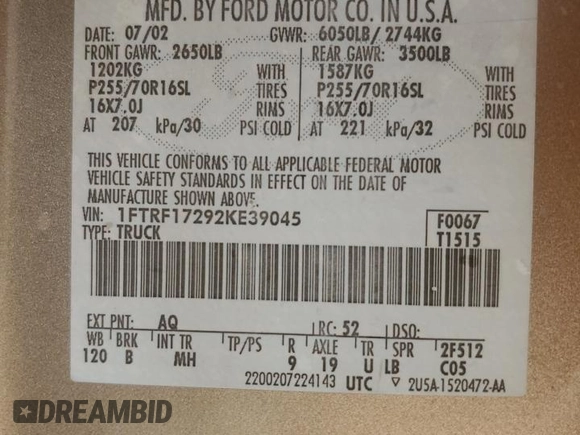 MFD. BY FORD MOTOR CO. IN U.S.A.
DATE: 07/02 GVWR: 6050LB/ 2744KG
FRONT GAWR: 2650LB REAR GAWR: 3500LB
1202KG WITH 1587KG WITH
P255/70R16SL TIRES P255/70R16SL TIRES
16X7.0J RIMS 16X7.0J RIMS
AT 207 kPa/30 PSI COLD AT 221 kPa/32 PSI COLD
THIS VEHICLE CONFORMS TO ALL APPLICABLE FEDERAL MOTOR
VEHICLE SAFETY STANDARDS IN EFFECT ON THE DATE OF
MANUFACTURE SHOWN ABOVE.
VIN: 1FTRF17292KE39045 F0067
TYPE: TRUCK T1515
EXT PNT: AQ RC: 52 DSO:
WB BRK INT TR TP/PS R AXLE TR SPR 2F512
120 B MH 9 19 U LB C05
2200207224143 UTC ▽ 2U5A-1520472-AA
DREAMBID